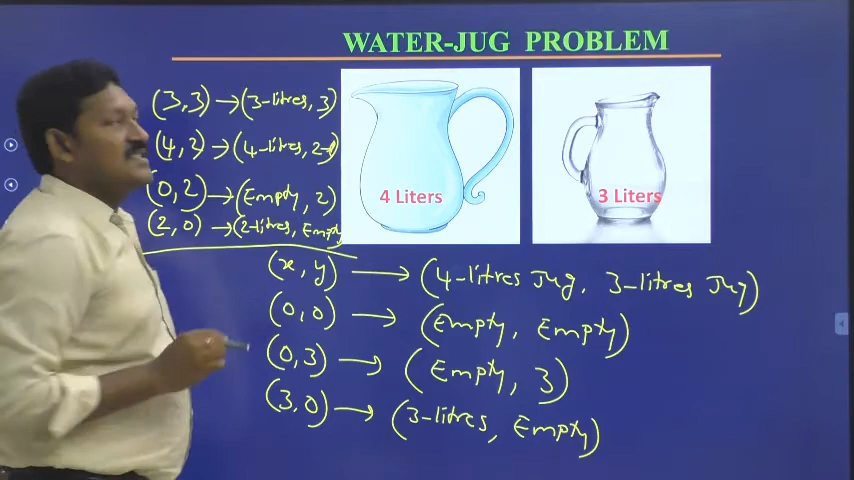 WATER-JUG PROBLEM
(3,3) → (3-litres, 3)
(4,2) → (4-litres, 2)
(0,2) → (Empty, 2)
(2,0) → (2-litres, Empty)
4 Liters
3 Liters
(x, y) → (4-litres Jug, 3-litres Jug)
(0,0) → (Empty, Empty)
(0,3) → (Empty, 3)
(3,0) → (3-litres, Empty)